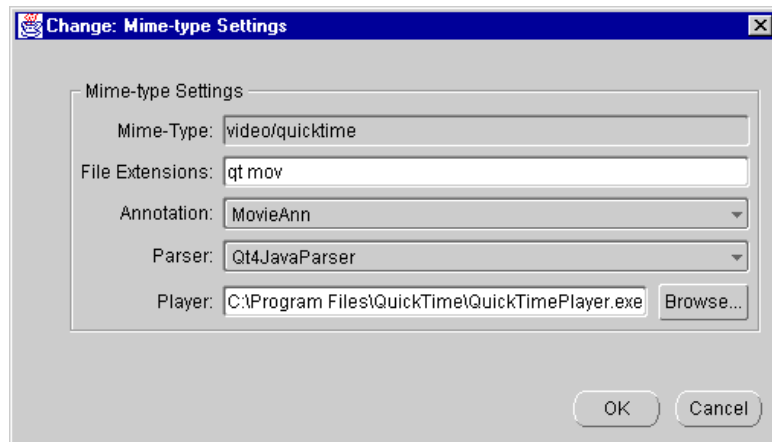 Change: Mime-type Settings
Mime-type Settings
Mime-Type: video/quicktime
File Extensions: qt mov
Annotation: MovieAnn
Parser: Qt4JavaParser
Player: C:\Program Files\QuickTime\QuickTimePlayer.exe Browse...
OK Cancel